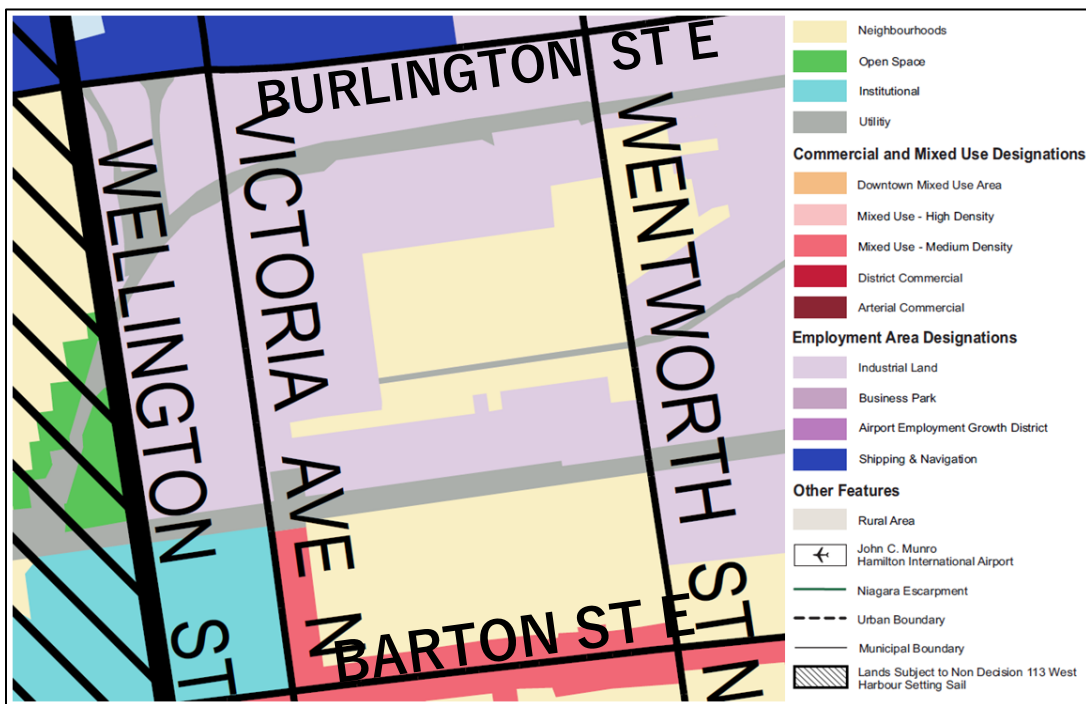 BURLINGTON ST E
VICTORIA AVE N
WELLINGTON ST
WENTWORTH ST N
BARTON ST E
Neighbourhoods
Open Space
Institutional
Utilitiy
Commercial and Mixed Use Designations
Downtown Mixed Use Area
Mixed Use - High Density
Mixed Use - Medium Density
District Commercial
Arterial Commercial
Employment Area Designations
Industrial Land
Business Park
Airport Employment Growth District
Shipping & Navigation
Other Features
Rural Area
John C. Munro
Hamilton International Airport
Niagara Escarpment
Urban Boundary
Municipal Boundary
Lands Subject to Non Decision 113 West
Harbour Setting Sail